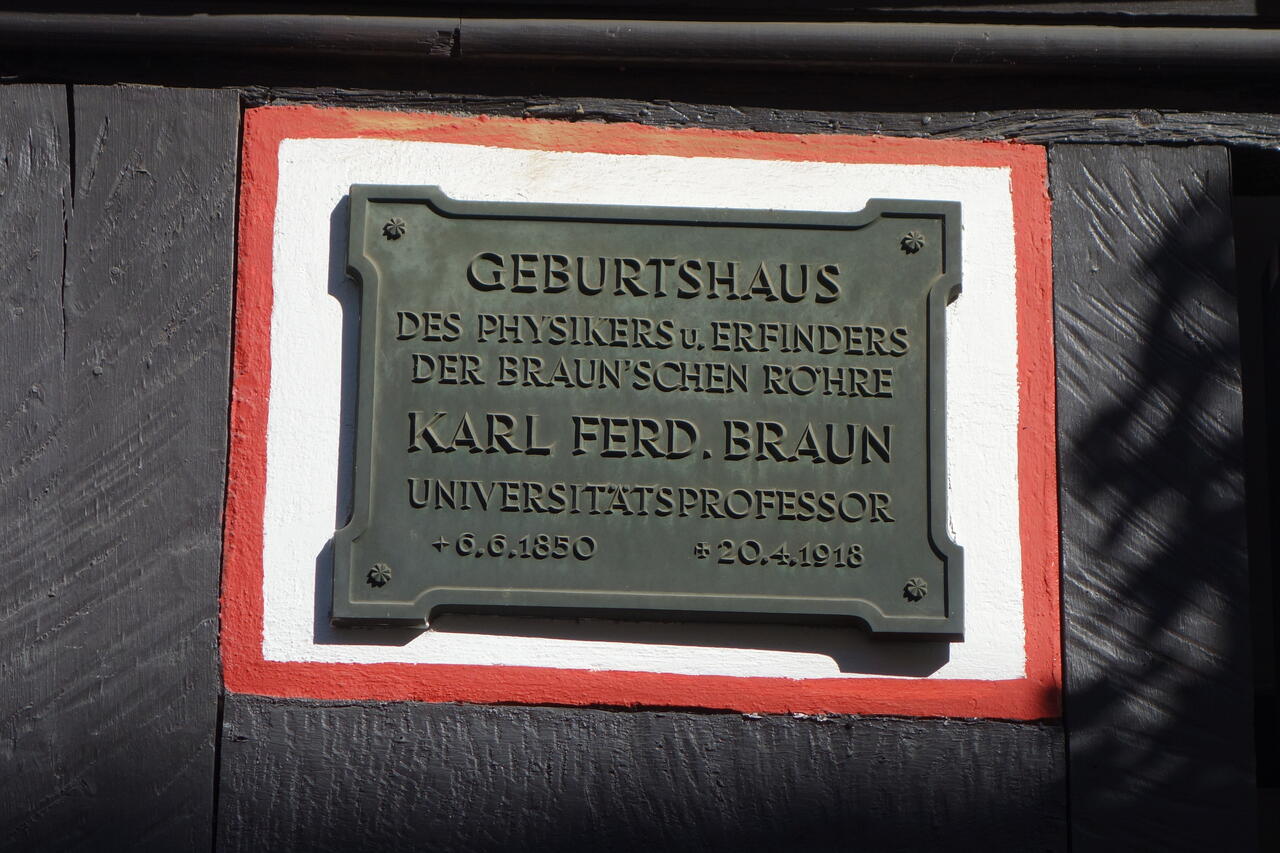 GEBURTSHAUS
DES PHYSIKERS u. ERFINDERS
DER BRAUN'SCHEN RÖHRE
KARL FERD. BRAUN
UNIVERSITÄTSPROFESSOR
+ 6.6.1850 ✠ 20.4.1918